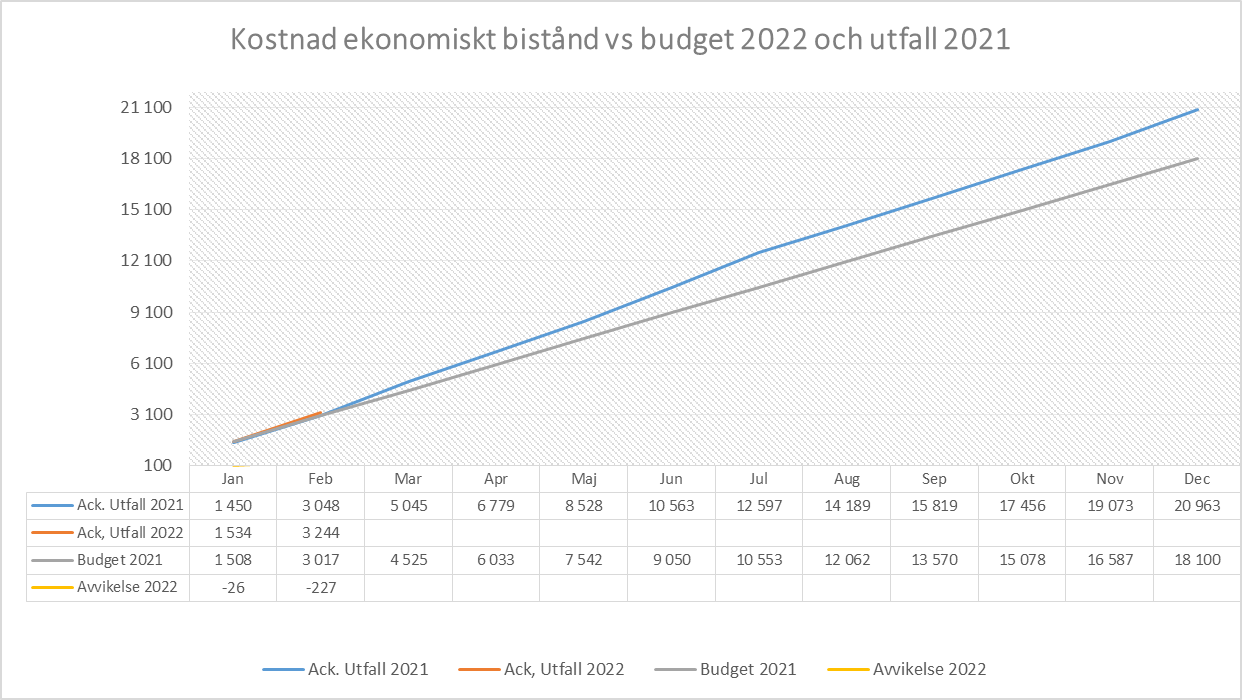 Kostnad ekonomiskt bistånd vs budget 2022 och utfall 2021
21 100
18 100
15 100
12 100
9 100
6 100
3 100
100
Jan Feb Mar Apr Maj Jun Jul Aug Sep Okt Nov Dec
Ack. Utfall 2021 1 450 3 048 5 045 6 779 8 528 10 563 12 597 14 189 15 819 17 456 19 073 20 963
Ack, Utfall 2022 1 534 3 244
Budget 2021 1 508 3 017 4 525 6 033 7 542 9 050 10 553 12 062 13 570 15 078 16 587 18 100
Avvikelse 2022 -26 -227
Ack. Utfall 2021 Ack, Utfall 2022 Budget 2021 Avvikelse 2022